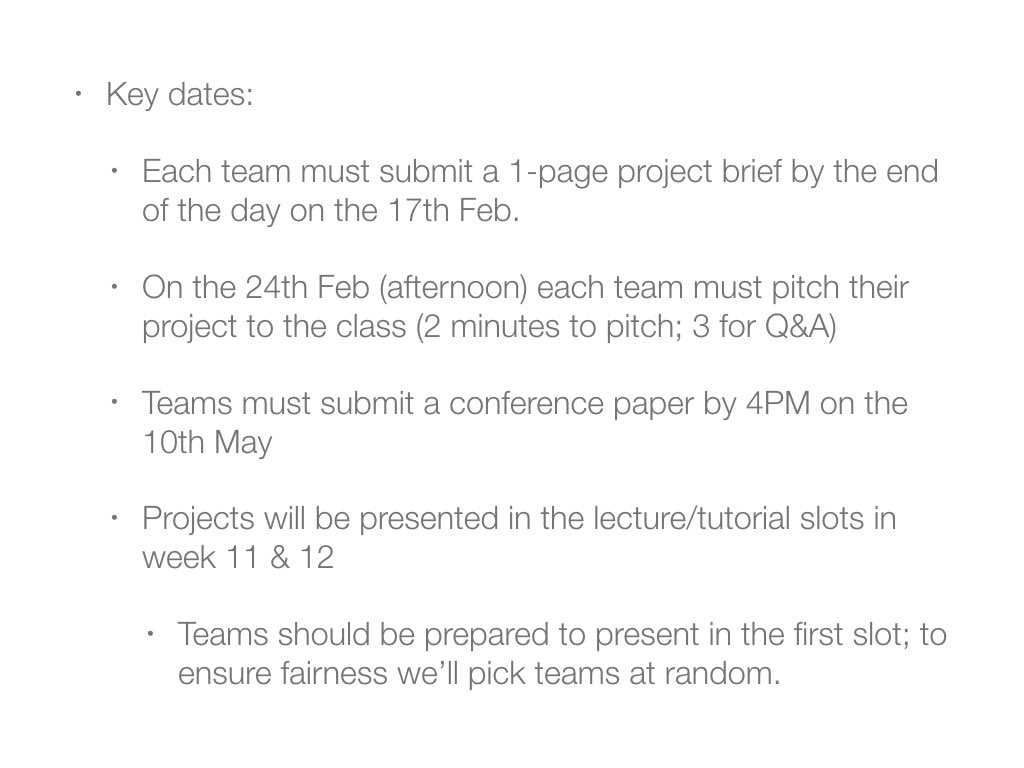 • Key dates:
• Each team must submit a 1-page project brief by the end
of the day on the 17th Feb.
• On the 24th Feb (afternoon) each team must pitch their
project to the class (2 minutes to pitch; 3 for Q&A)
• Teams must submit a conference paper by 4PM on the
10th May
• Projects will be presented in the lecture/tutorial slots in
week 11 & 12
• Teams should be prepared to present in the first slot; to
ensure fairness we’ll pick teams at random.